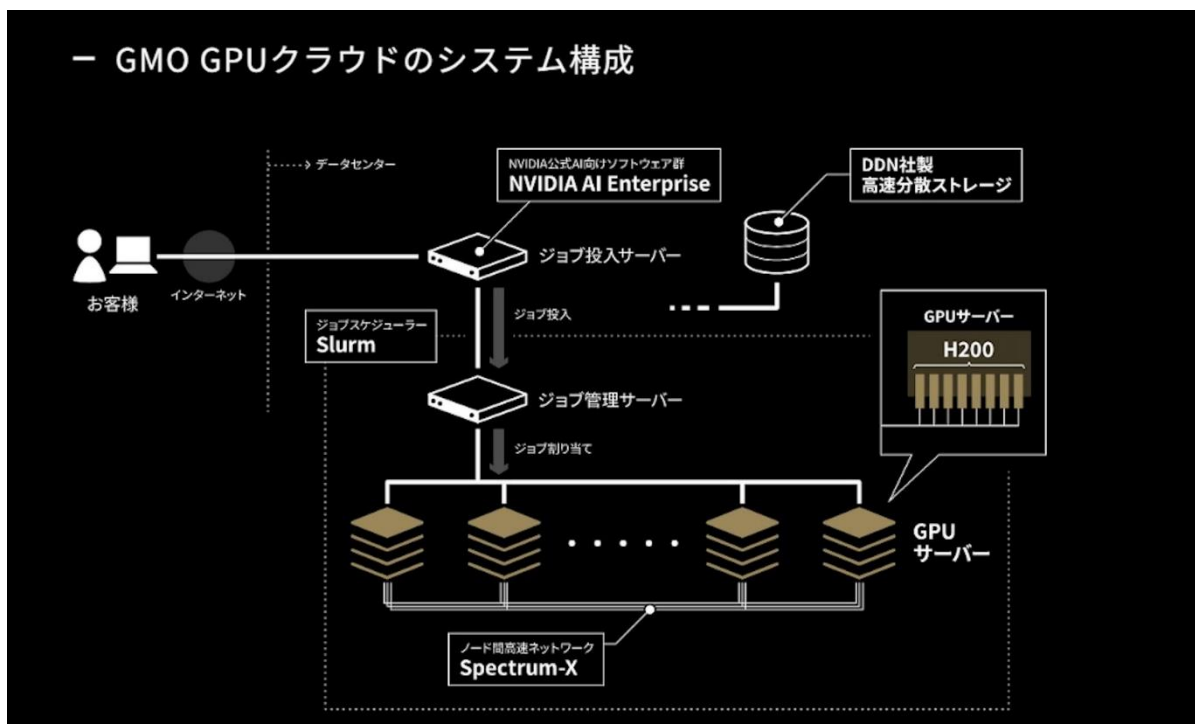 – GMO GPUクラウドのシステム構成
データセンター
NVIDIA公式AI向けソフトウェア群
NVIDIA AI Enterprise
DDN社製
高速分散ストレージ
ジョブ投入サーバー
お客様
インターネット
ジョブ投入
ジョブスケジューラー
Slurm
GPUサーバー
H200
ジョブ管理サーバー
ジョブ割り当て
GPU
サーバー
ノード間高速ネットワーク
Spectrum-X